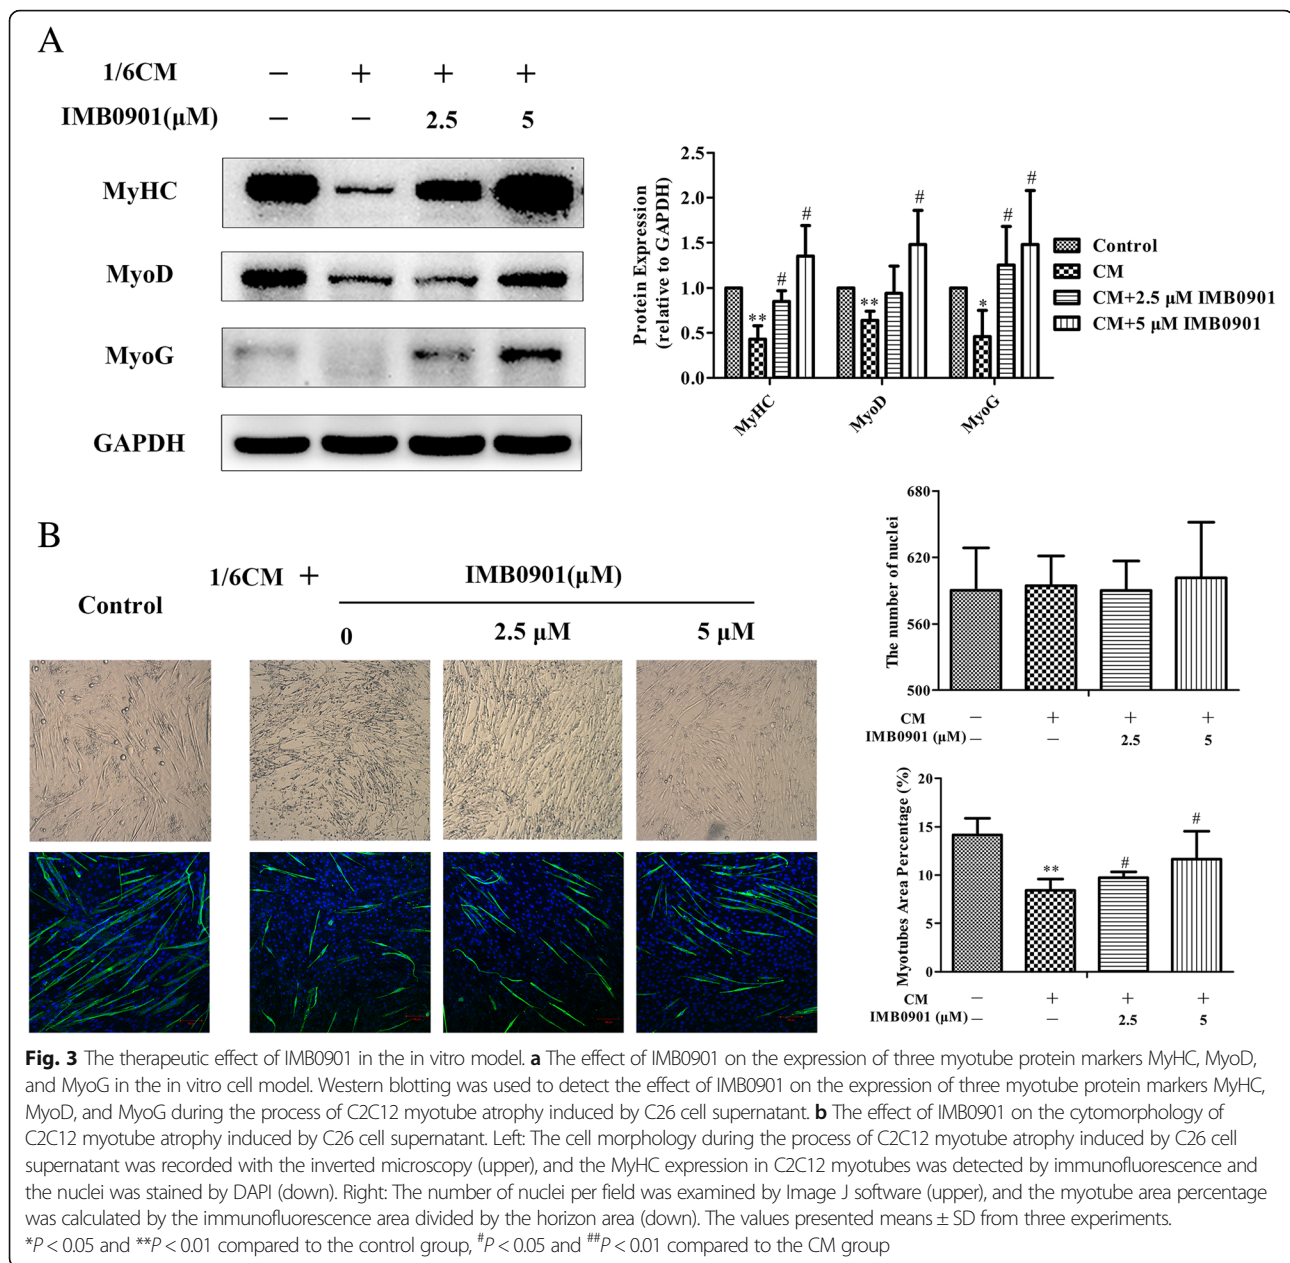 A
1/6CM − + + +
IMB0901(μM) − − 2.5 5
MyHC
MyoD
MyoG
GAPDH
Protein Expression
(relative to GAPDH)
2.5
2.0
1.5
1.0
0.5
0.0
** # #
** #
* # #
MyHC MyoD MyoG
Control
CM
CM+2.5 μM IMB0901
CM+5 μM IMB0901
B
Control
1/6CM + IMB0901(μM)
0 2.5 μM 5 μM
The number of nuclei
680
620
560
500
CM − + + +
IMB0901 (μM) − − 2.5 5
Myotubes Area Percentage (%)
20
15
10
5
0
** # #
CM − + + +
IMB0901 (μM) − − 2.5 5
Fig. 3 The therapeutic effect of IMB0901 in the in vitro model. a The effect of IMB0901 on the expression of three myotube protein markers MyHC, MyoD,
and MyoG in the in vitro cell model. Western blotting was used to detect the effect of IMB0901 on the expression of three myotube protein markers MyHC,
MyoD, and MyoG during the process of C2C12 myotube atrophy induced by C26 cell supernatant. b The effect of IMB0901 on the cytomorphology of
C2C12 myotube atrophy induced by C26 cell supernatant. Left: The cell morphology during the process of C2C12 myotube atrophy induced by C26 cell
supernatant was recorded with the inverted microscopy (upper), and the MyHC expression in C2C12 myotubes was detected by immunofluorescence and
the nuclei was stained by DAPI (down). Right: The number of nuclei per field was examined by Image J software (upper), and the myotube area percentage
was calculated by the immunofluorescence area divided by the horizon area (down). The values presented means ± SD from three experiments.
*P < 0.05 and **P < 0.01 compared to the control group, #P < 0.05 and ##P < 0.01 compared to the CM group